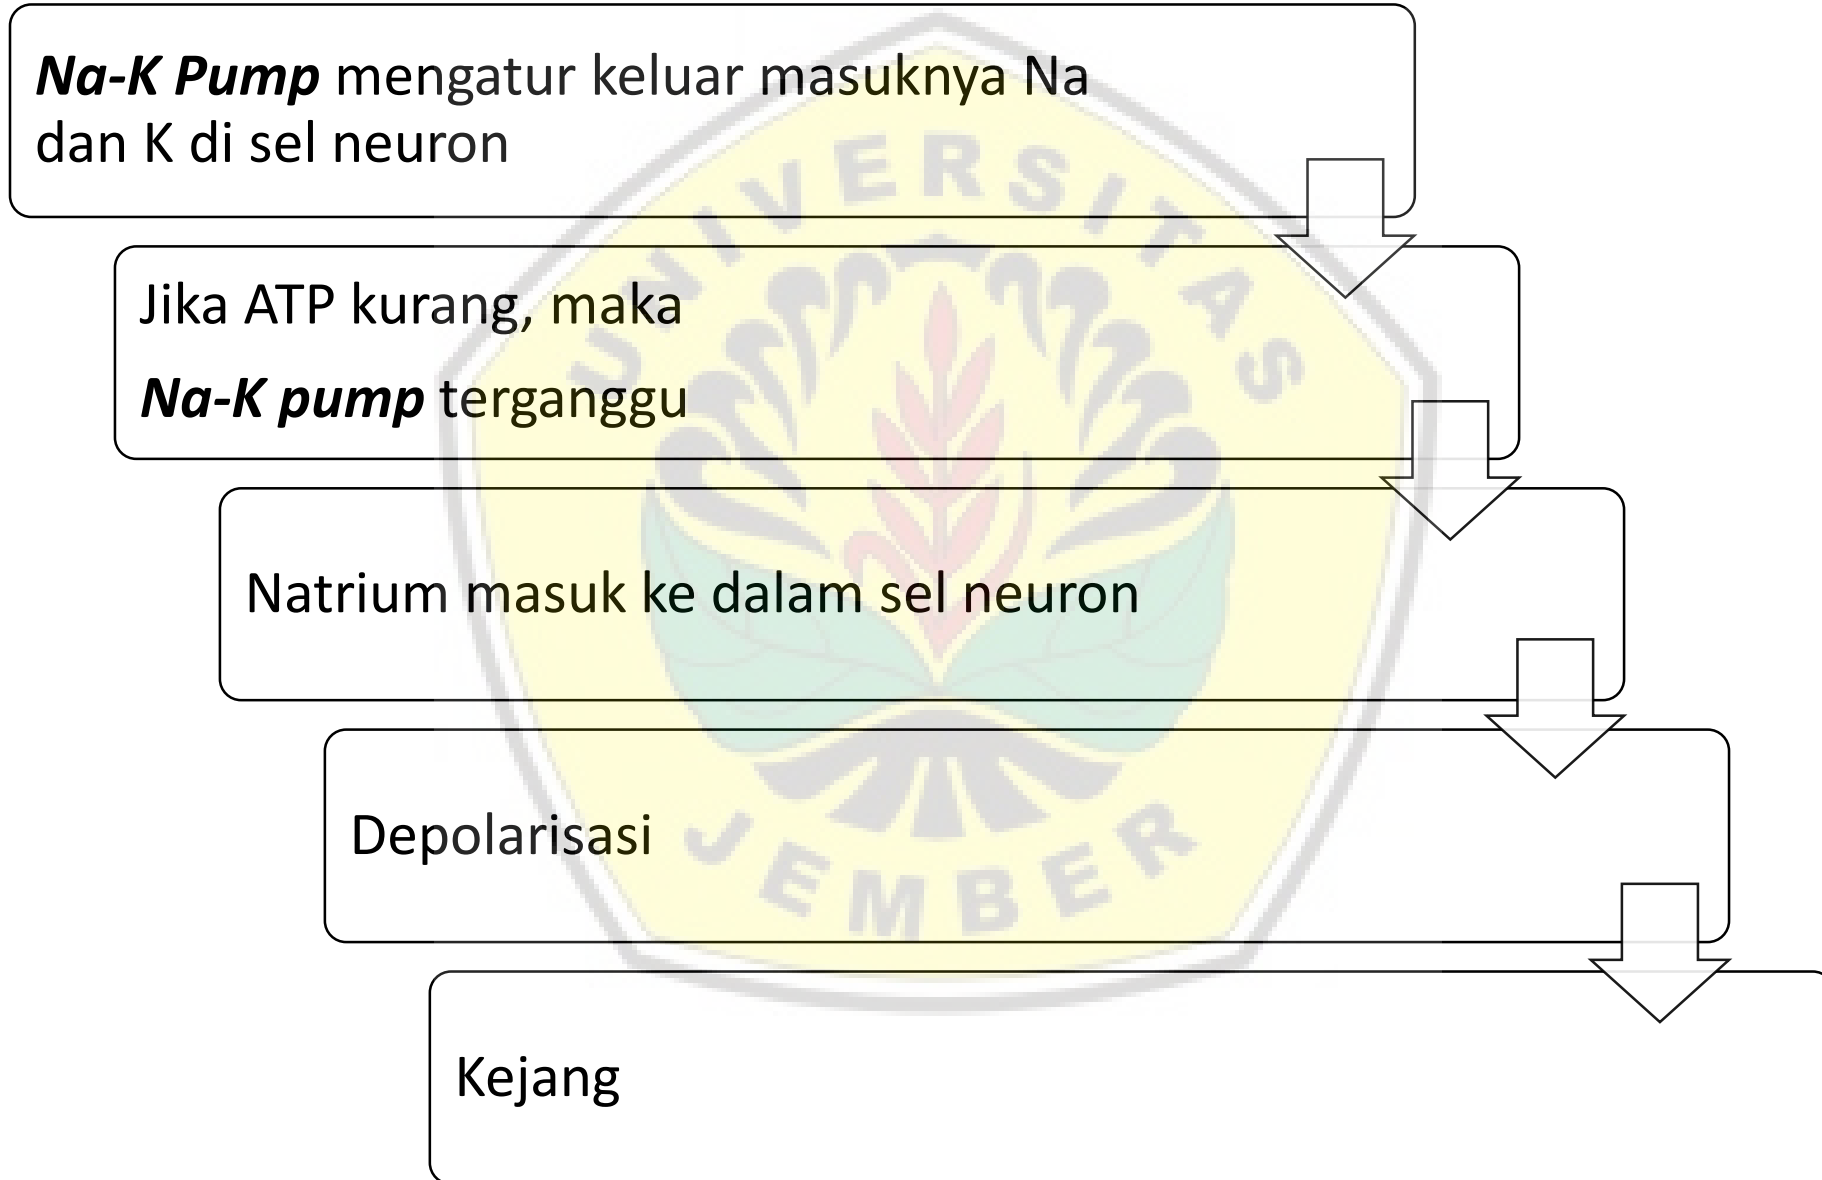 Na-K Pump mengatur keluar masuknya Na
dan K di sel neuron
UNIVERSITAS
Jika ATP kurang, maka
Na-K pump terganggu
Natrium masuk ke dalam sel neuron
Depolarisasi
JEMBER
Kejang